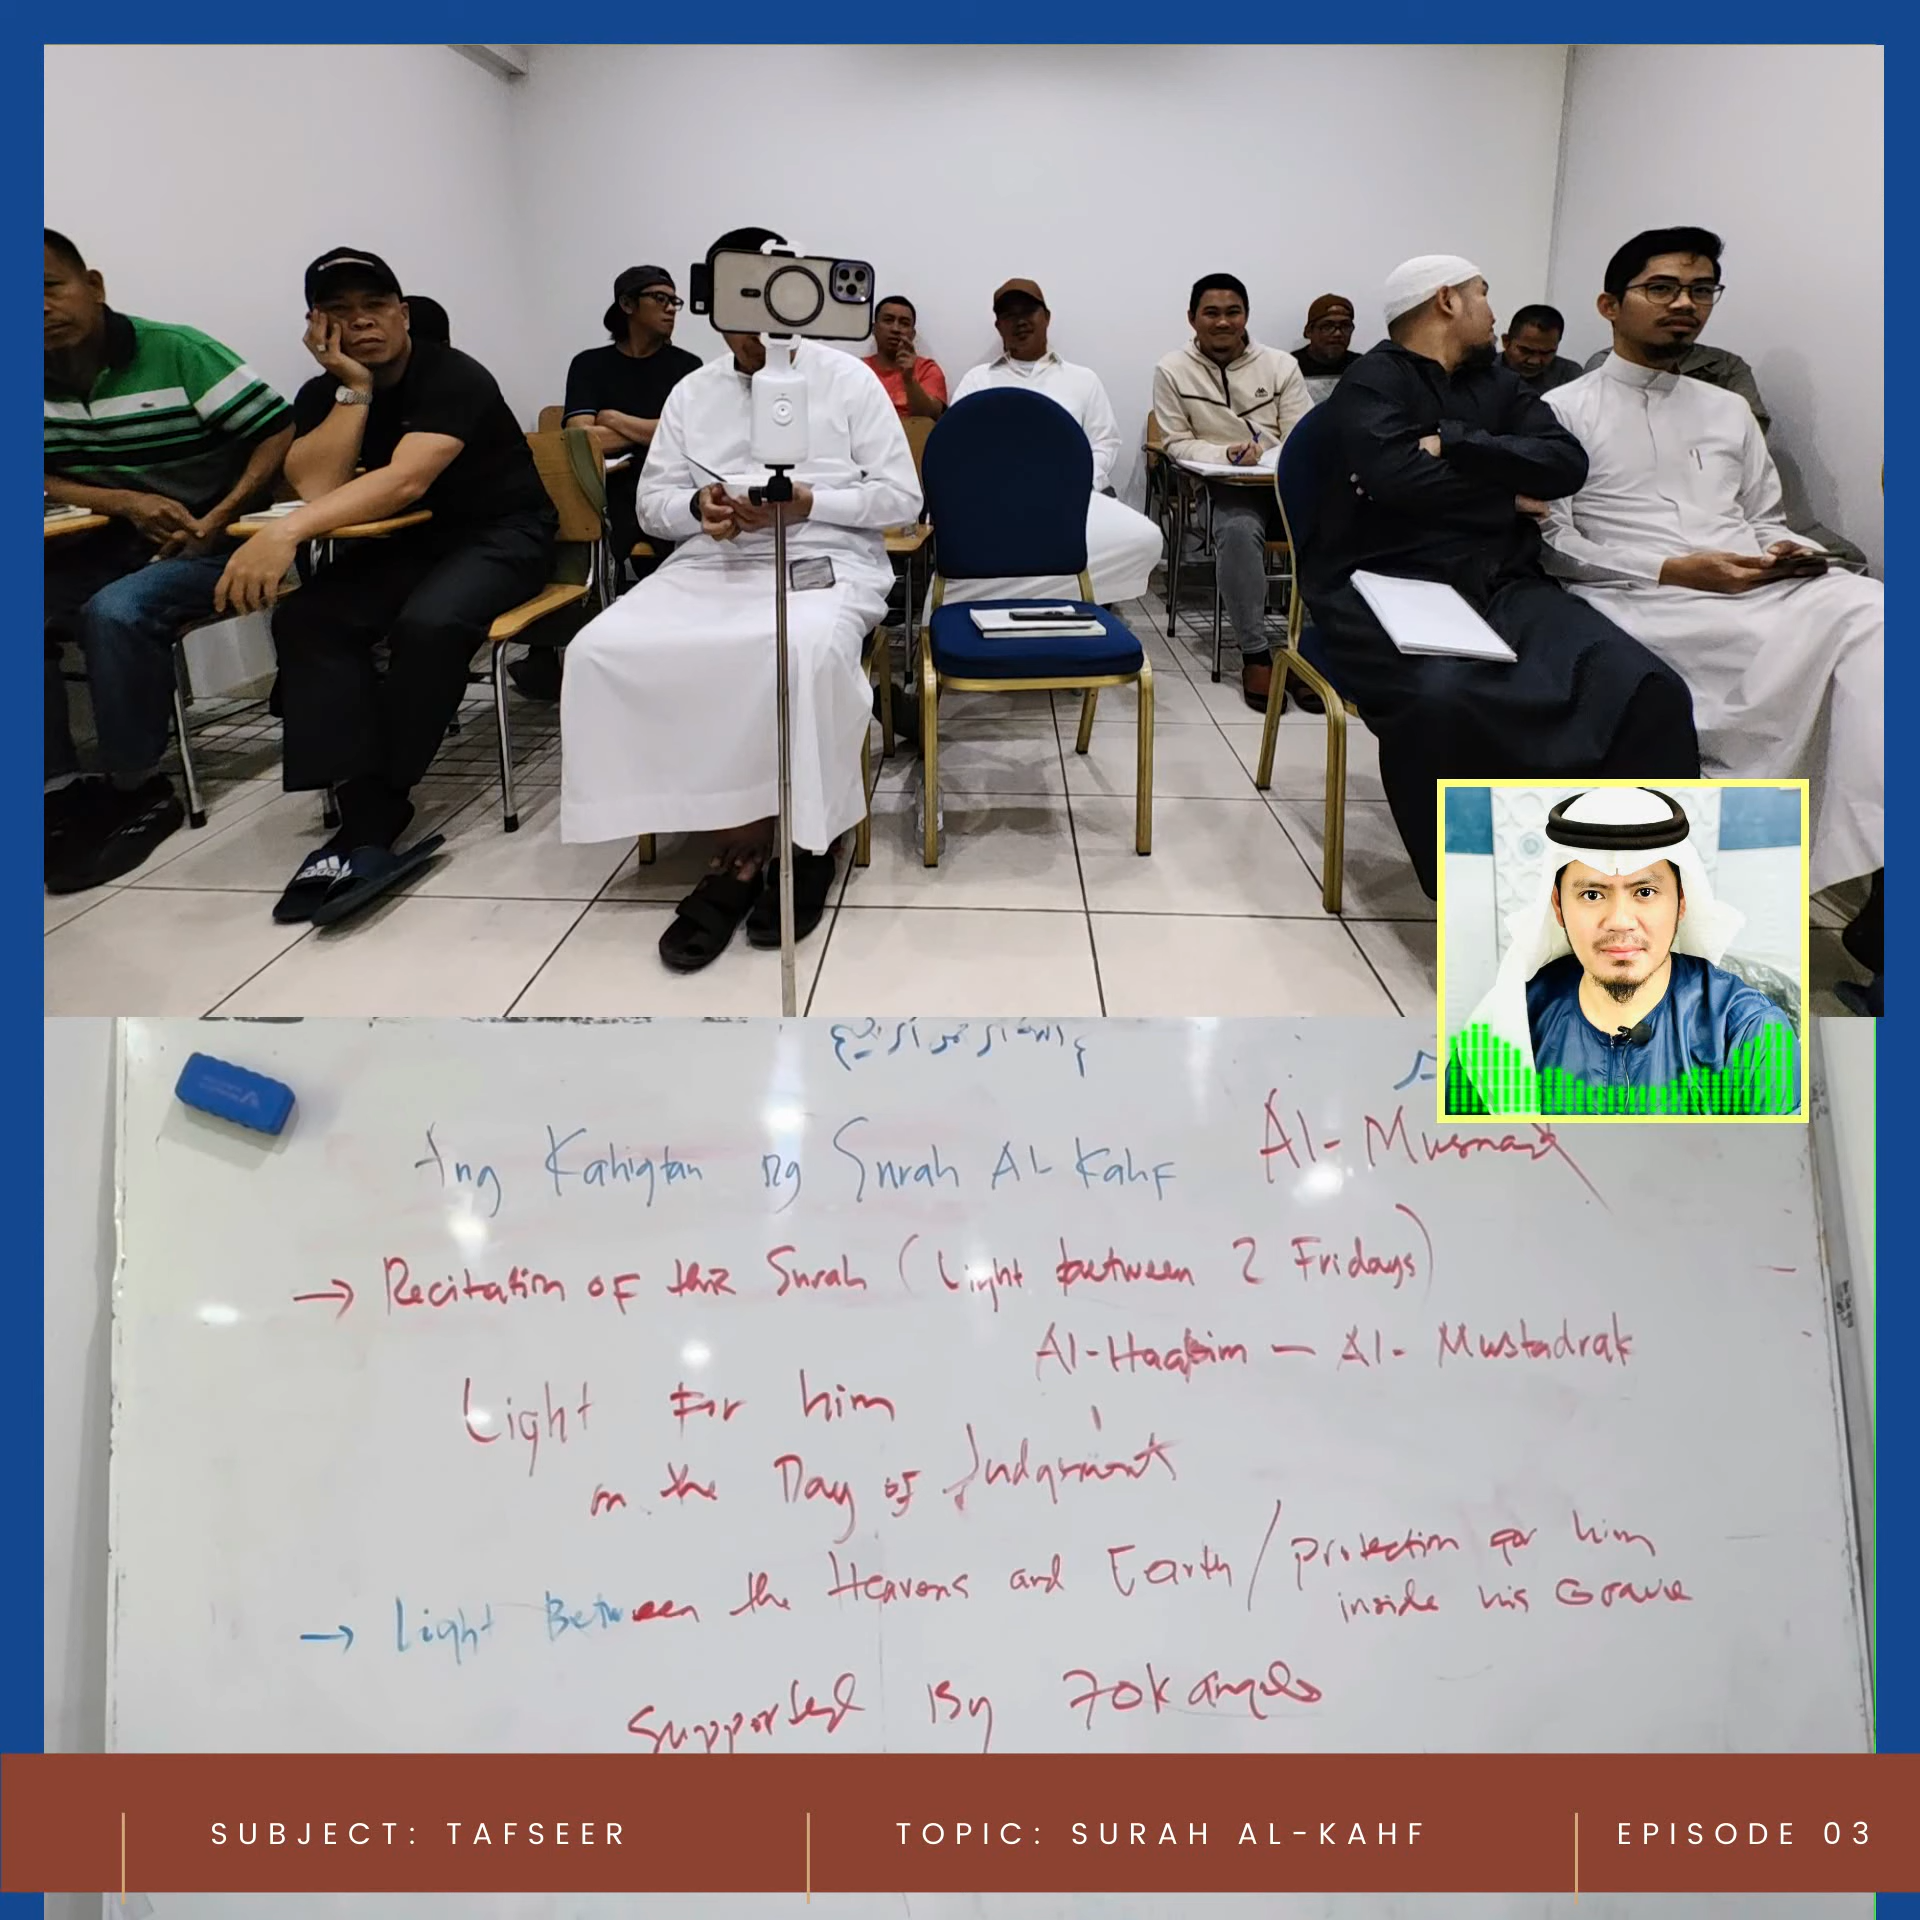 adidas
Ang Kahigtan ng Surah Al Kahf
Al-Musnad
→ Recitation of this Surah (Light between 2 Fridays)
Al-Haakim — Al-Mustadrak
Light For him
on the Day of Judgment
→ Light Between the Heavens and Earth / Protection for him
inside his Grave
Supported By 70k angels
SUBJECT: TAFSEER
TOPIC: SURAH AL-KAHF
EPISODE 03